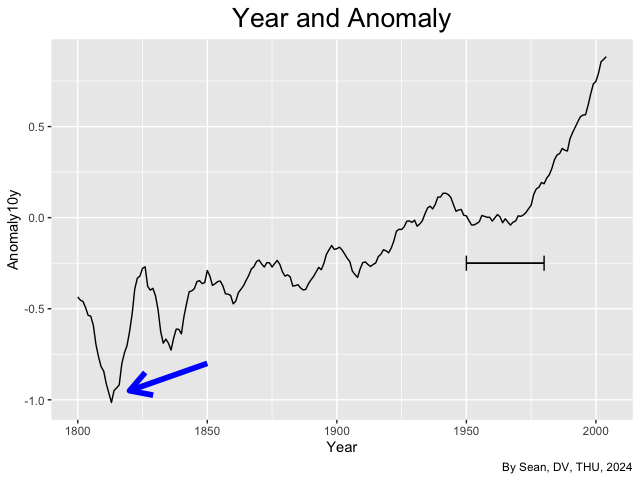 Year and Anomaly
Anomaly10y
0.5
0.0
-0.5
-1.0
1800 1850 1900 1950 2000
Year
By Sean, DV, THU, 2024